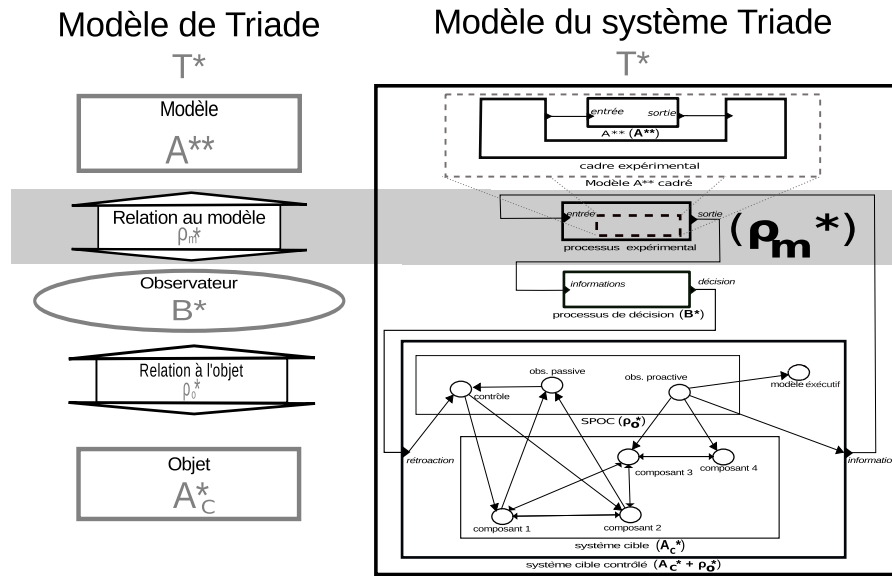 Modèle de Triade
T*
Modèle
A**
Relation au modèle
ρm*
Observateur
B*
Relation à l'objet
ρo*
Objet
A*C
Modèle du système Triade
T*
entrée
sortie
A** (A**)
cadre expérimental
Modèle A** cadré
entrée
sortie
processus expérimental
(ρm*)
informations
décision
processus de décision (B*)
obs. passive
obs. proactive
contrôle
modèle éxécutif
SPOC (ρo*)
rétroaction
informatio
composant 3
composant 4
composant 1
composant 2
système cible (Ac*)
système cible contrôlé (Ac* + ρo*)